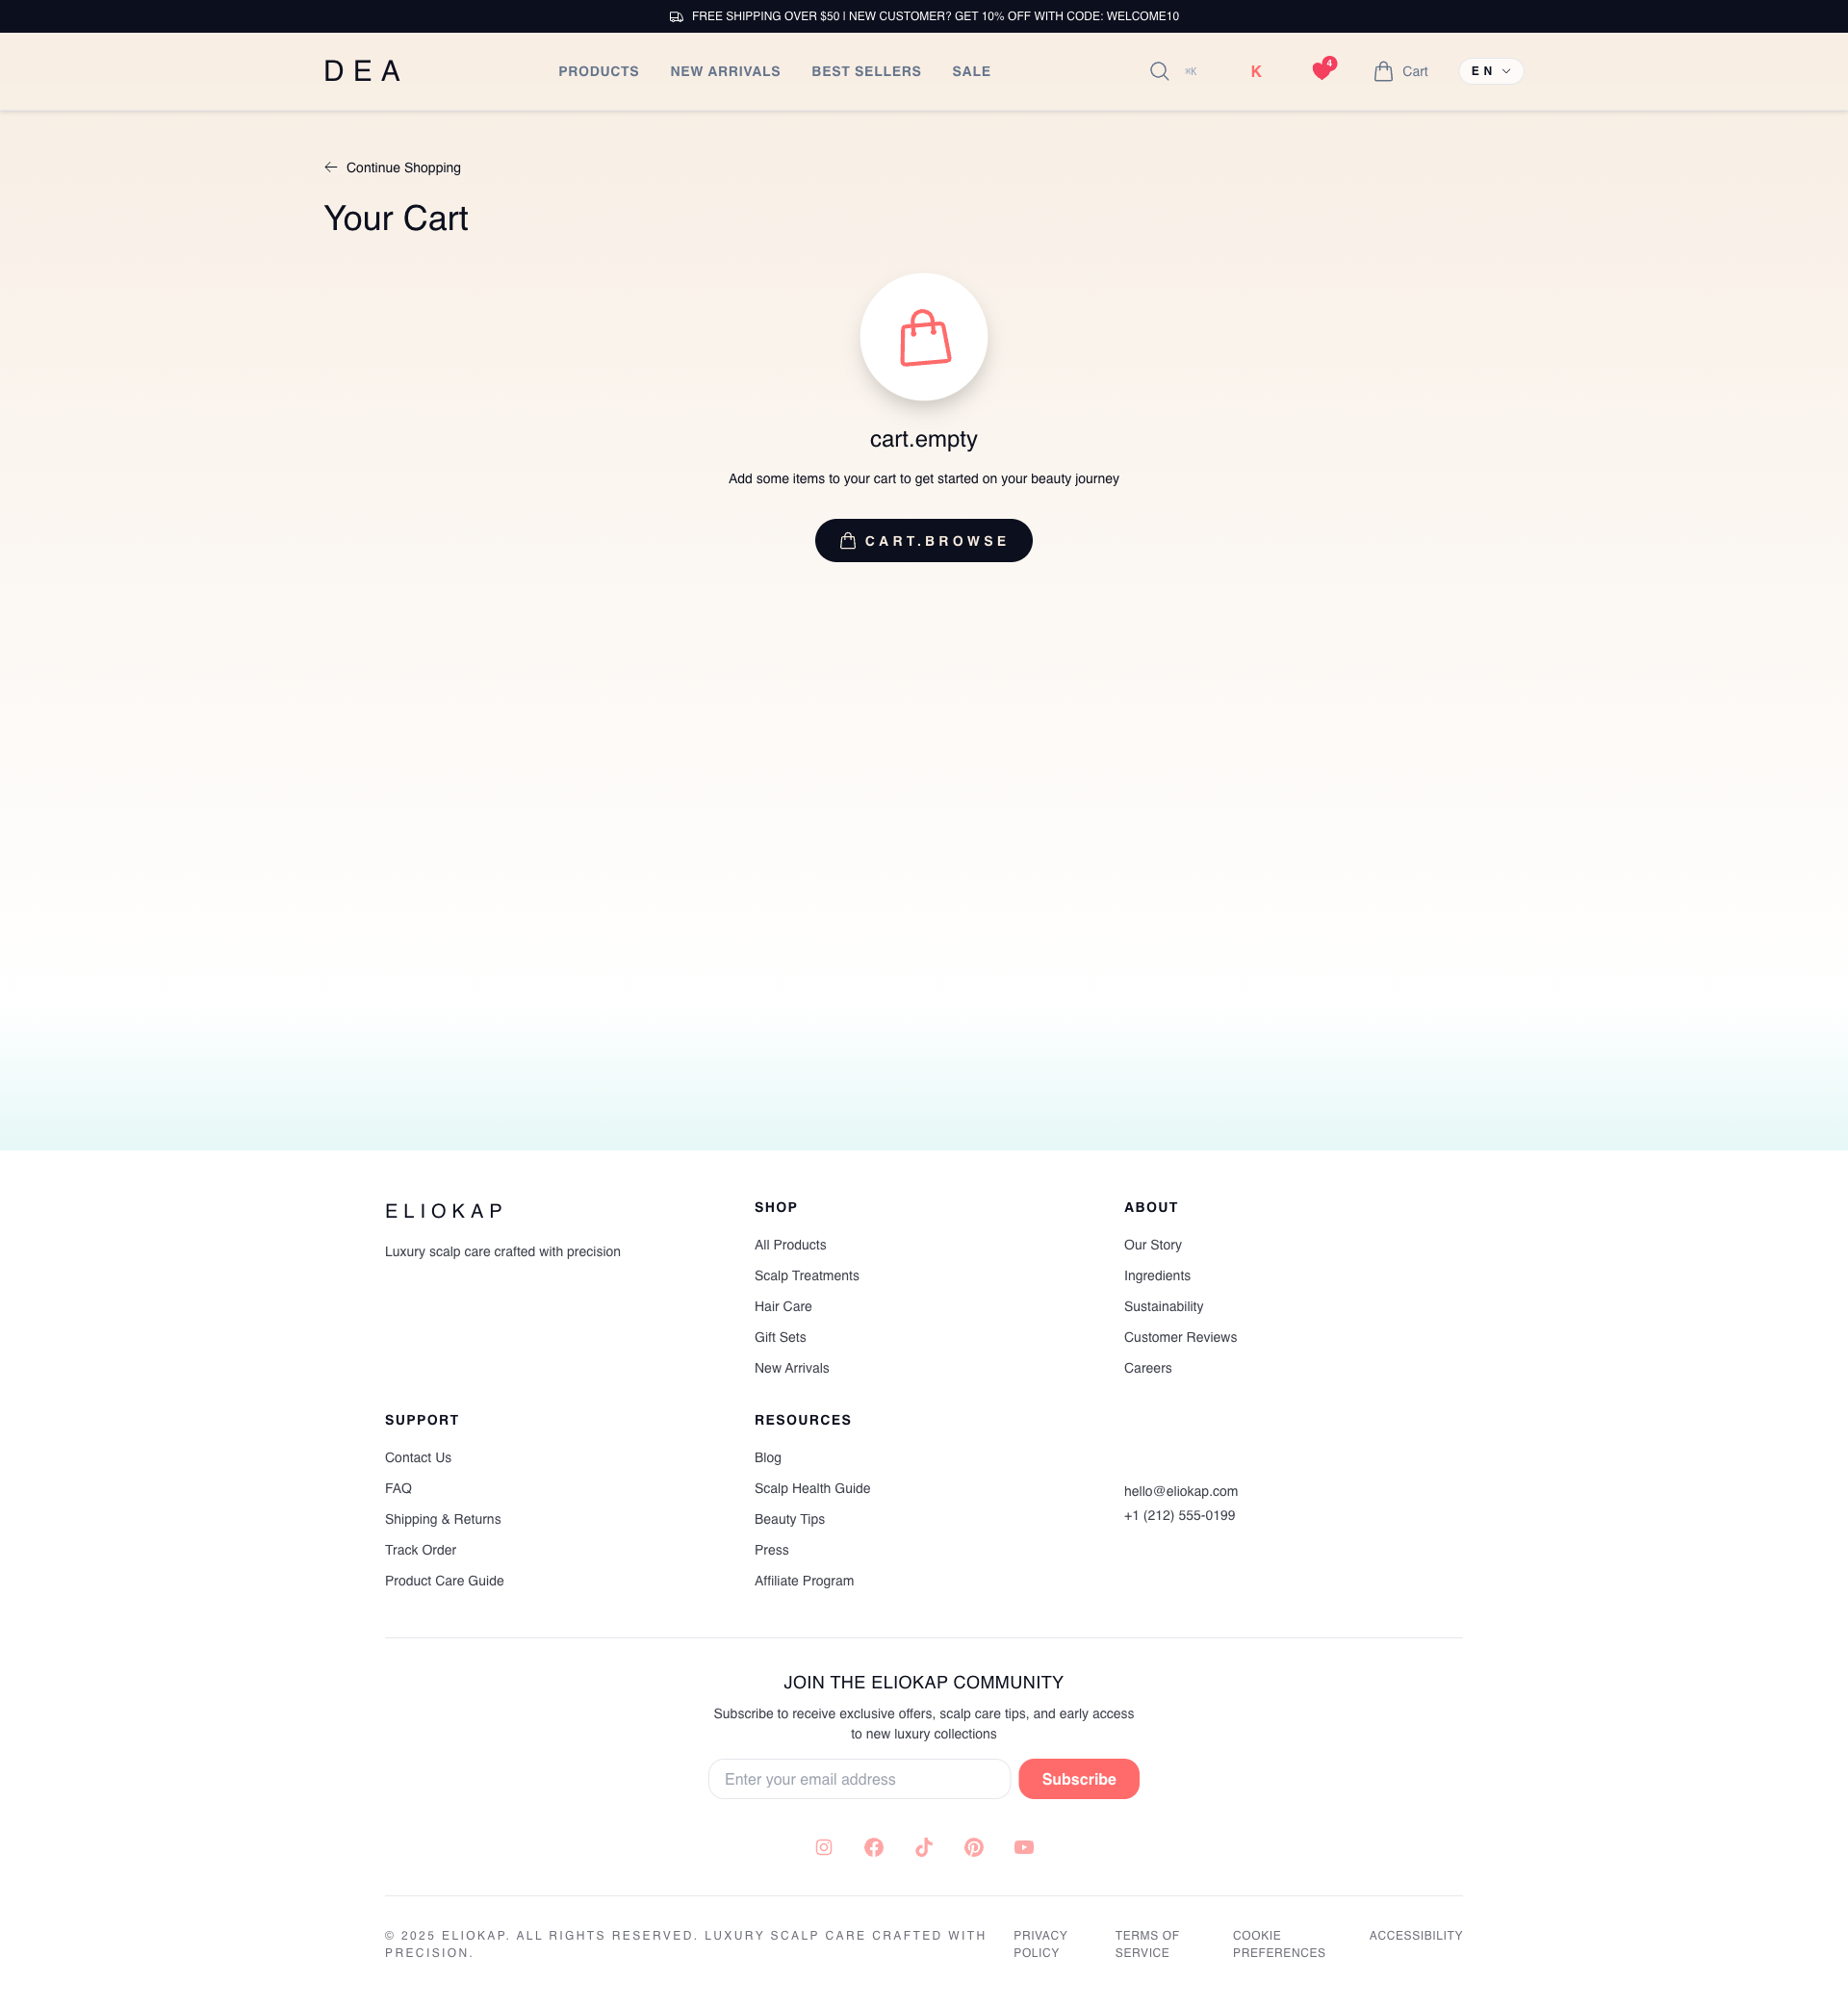 FREE SHIPPING OVER $50 | NEW CUSTOMER? GET 10% OFF WITH CODE: WELCOME10
DEA
PRODUCTS NEW ARRIVALS BEST SELLERS SALE
⌘K
K
4
Cart
EN
Continue Shopping
Your Cart
cart.empty
Add some items to your cart to get started on your beauty journey
CART.BROWSE
ELIOKAP
Luxury scalp care crafted with precision
SHOP
All Products
Scalp Treatments
Hair Care
Gift Sets
New Arrivals
ABOUT
Our Story
Ingredients
Sustainability
Customer Reviews
Careers
SUPPORT
Contact Us
FAQ
Shipping & Returns
Track Order
Product Care Guide
RESOURCES
Blog
Scalp Health Guide
Beauty Tips
Press
Affiliate Program
hello@eliokap.com
+1 (212) 555-0199
JOIN THE ELIOKAP COMMUNITY
Subscribe to receive exclusive offers, scalp care tips, and early access
to new luxury collections
Enter your email address
Subscribe
© 2025 ELIOKAP. ALL RIGHTS RESERVED. LUXURY SCALP CARE CRAFTED WITH
PRECISION.
PRIVACY
POLICY
TERMS OF
SERVICE
COOKIE
PREFERENCES
ACCESSIBILITY